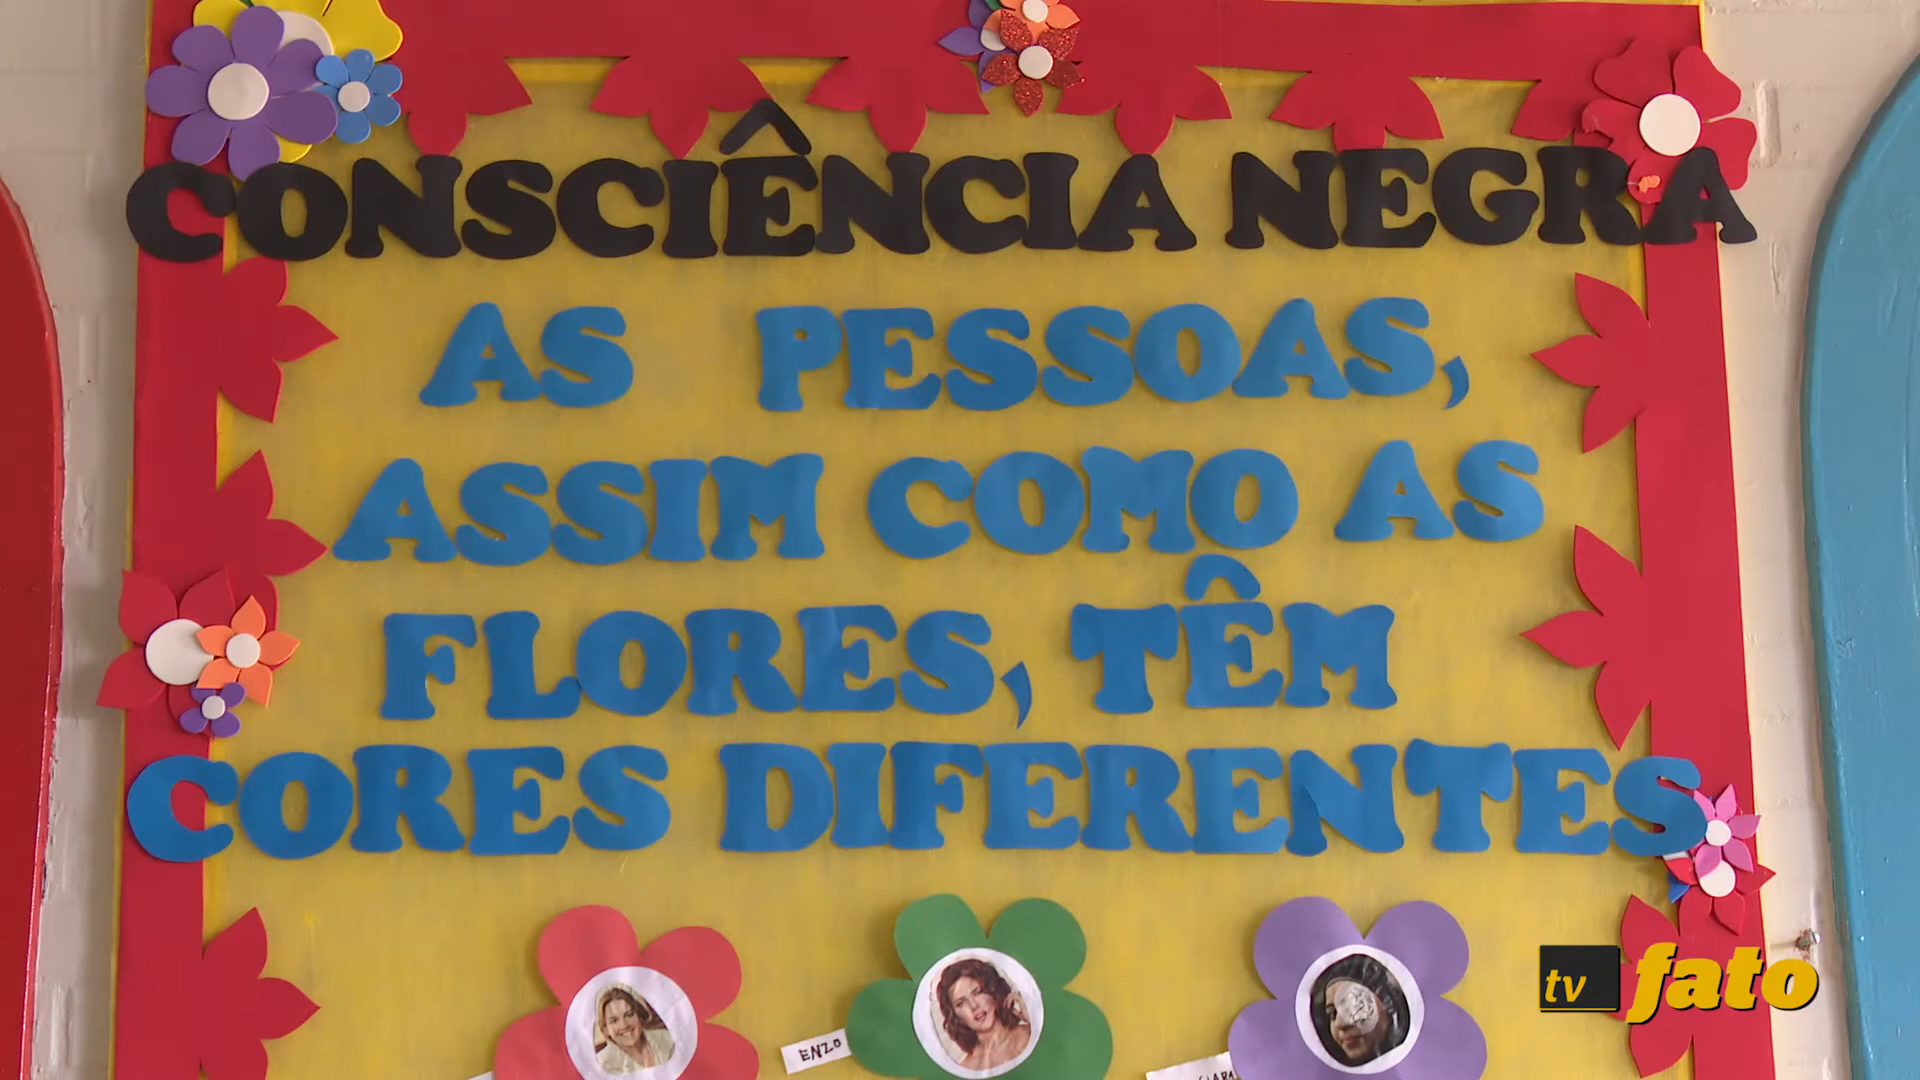 CONSCIÊNCIA NEGRA
AS PESSOAS,
ASSIM COMO AS
FLORES, TÊM
CORES DIFERENTES
ENZO
tv fato